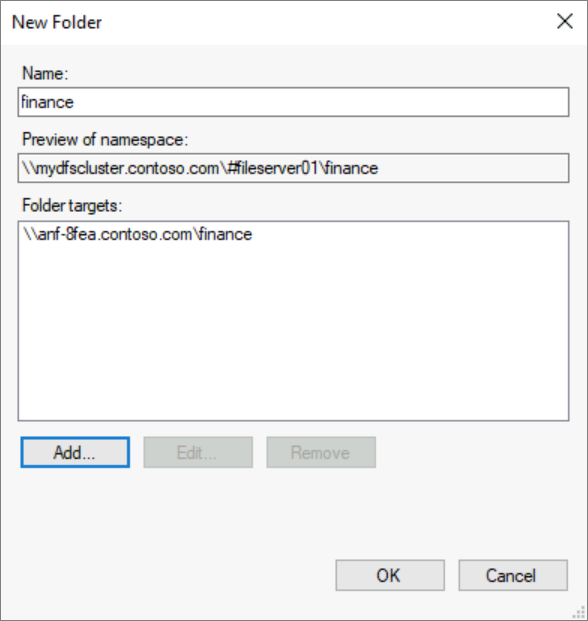 New Folder
Name:
finance
Preview of namespace:
\\mydfscluster.contoso.com\#fileserver01\finance
Folder targets:
\\anf-8fea.contoso.com\finance
Add...
Edit...
Remove
OK
Cancel